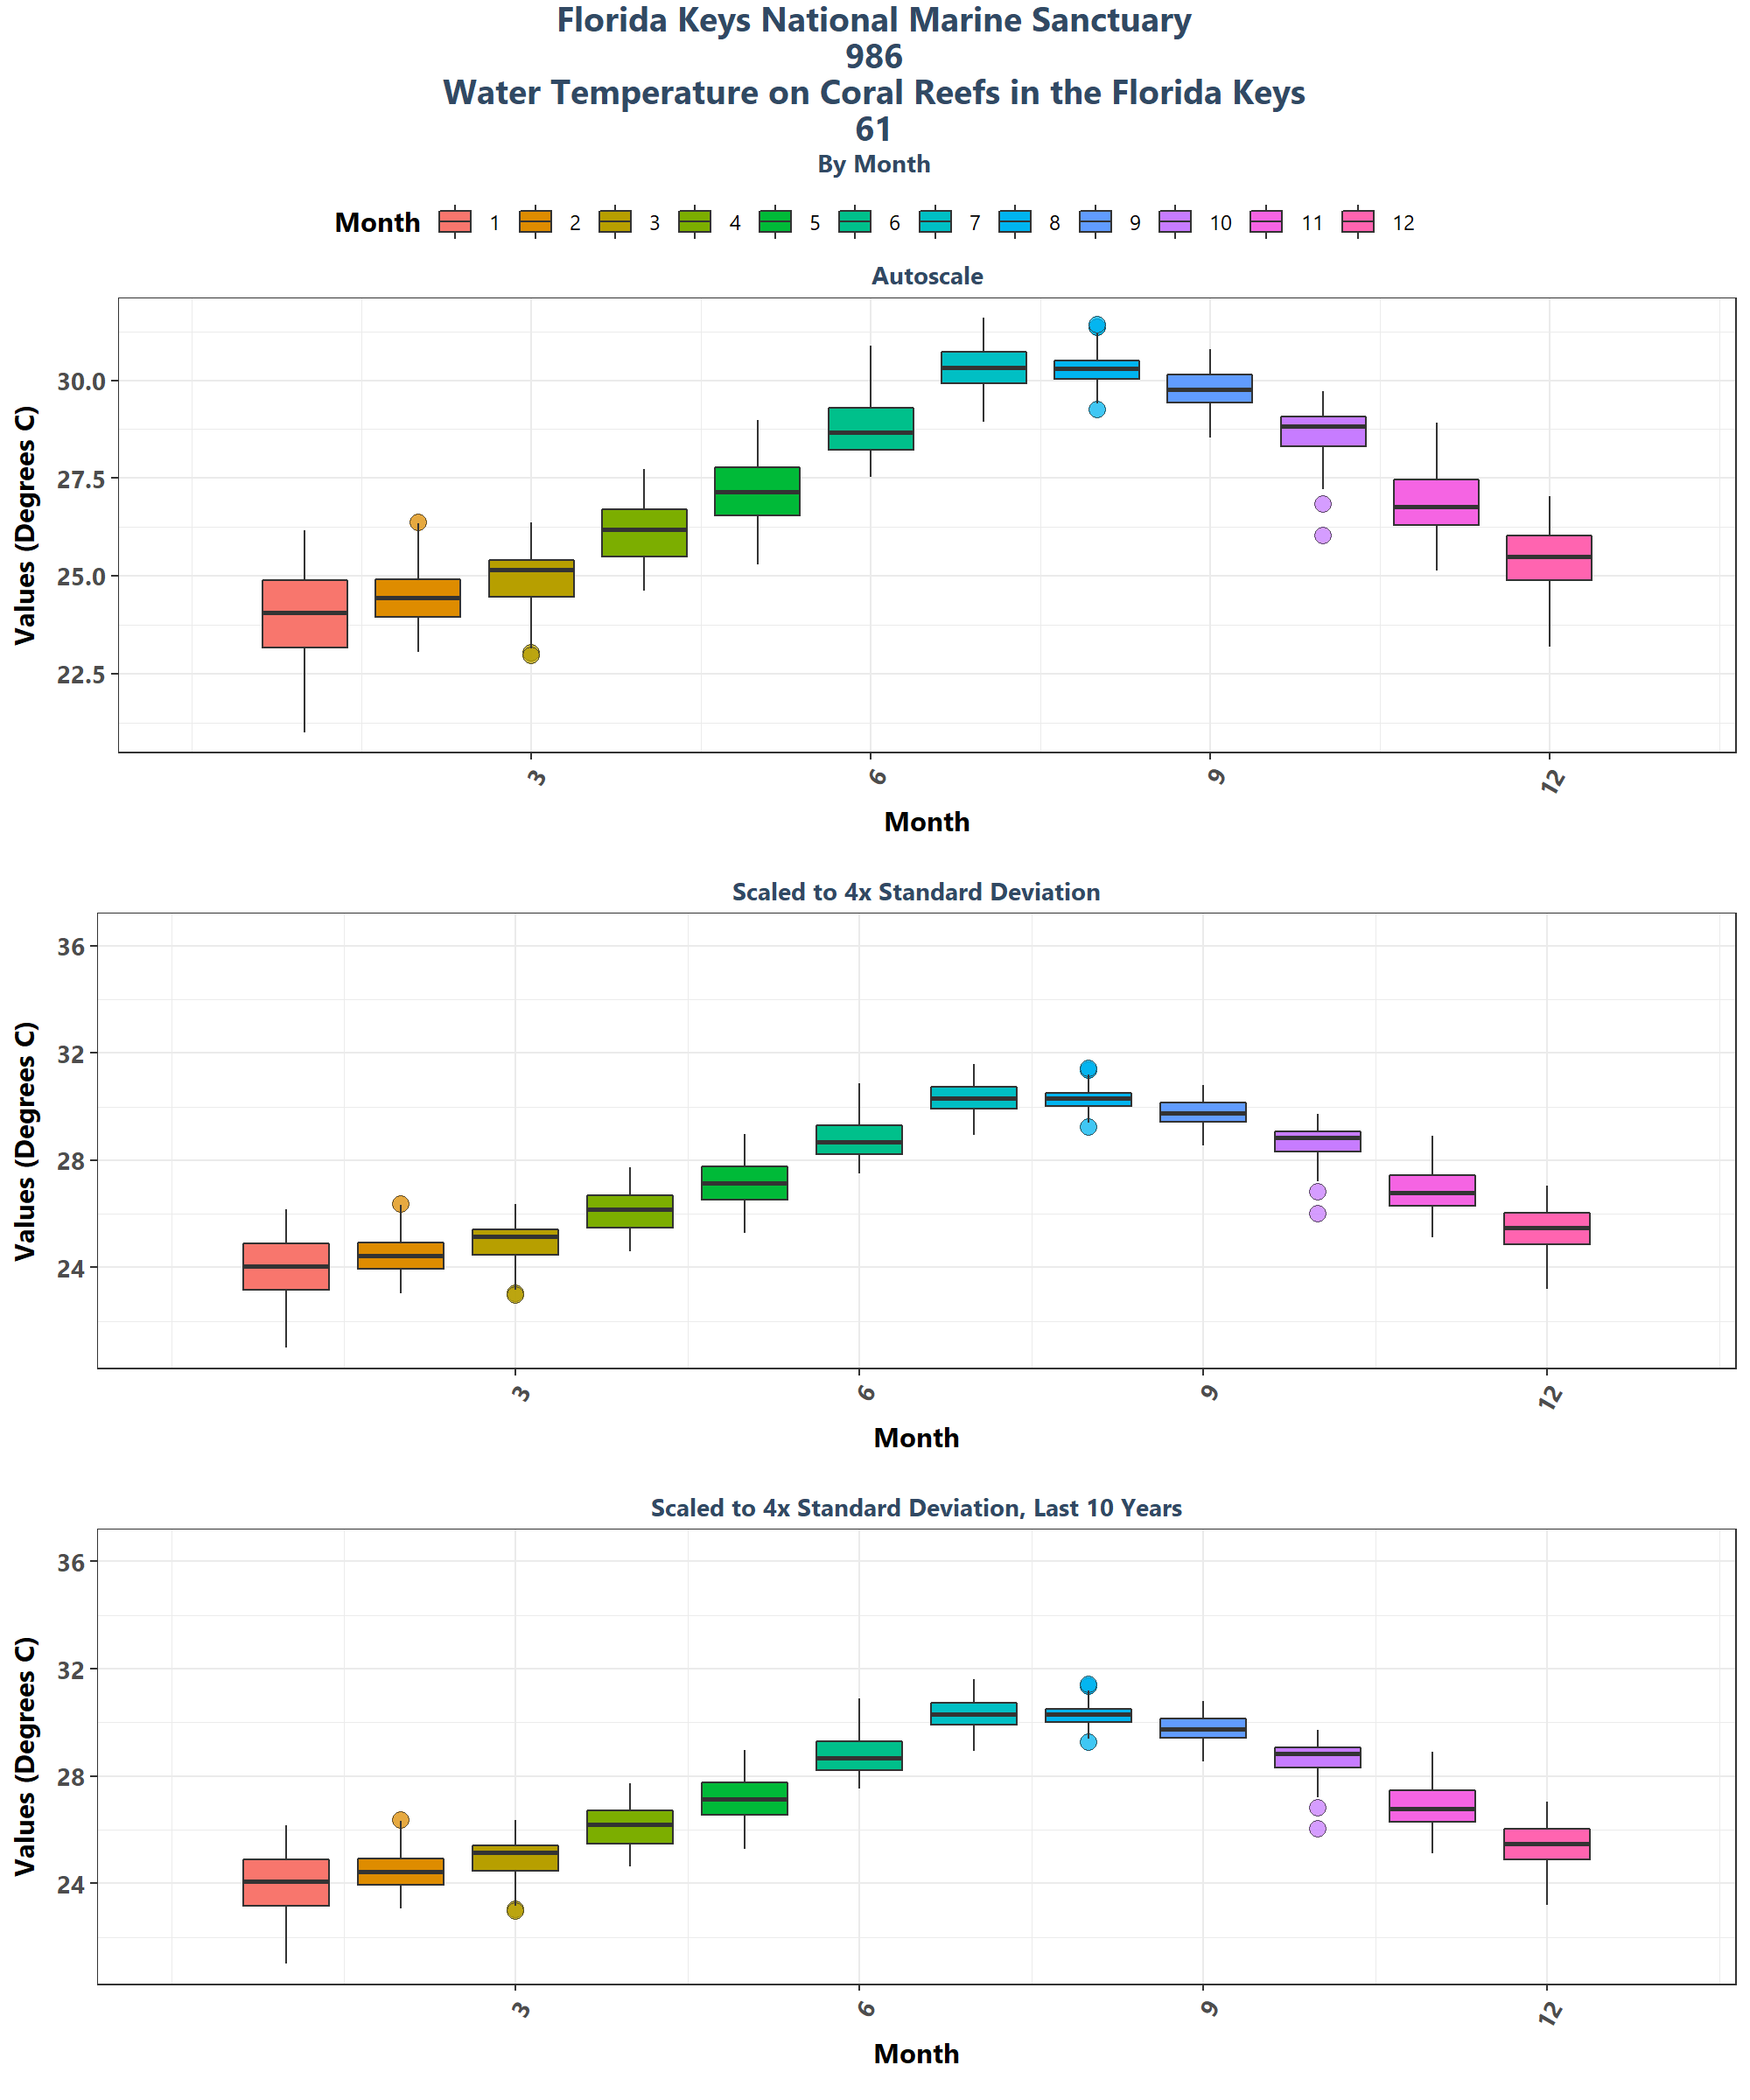 Florida Keys National Marine Sanctuary
986
Water Temperature on Coral Reefs in the Florida Keys
61
By Month
Month 1 2 3 4 5 6 7 8 9 10 11 12
Autoscale
Values (Degrees C)
30.0
27.5
25.0
22.5
3 6 9 12
Month
Scaled to 4x Standard Deviation
Values (Degrees C)
36
32
28
24
3 6 9 12
Month
Scaled to 4x Standard Deviation, Last 10 Years
Values (Degrees C)
36
32
28
24
3 6 9 12
Month